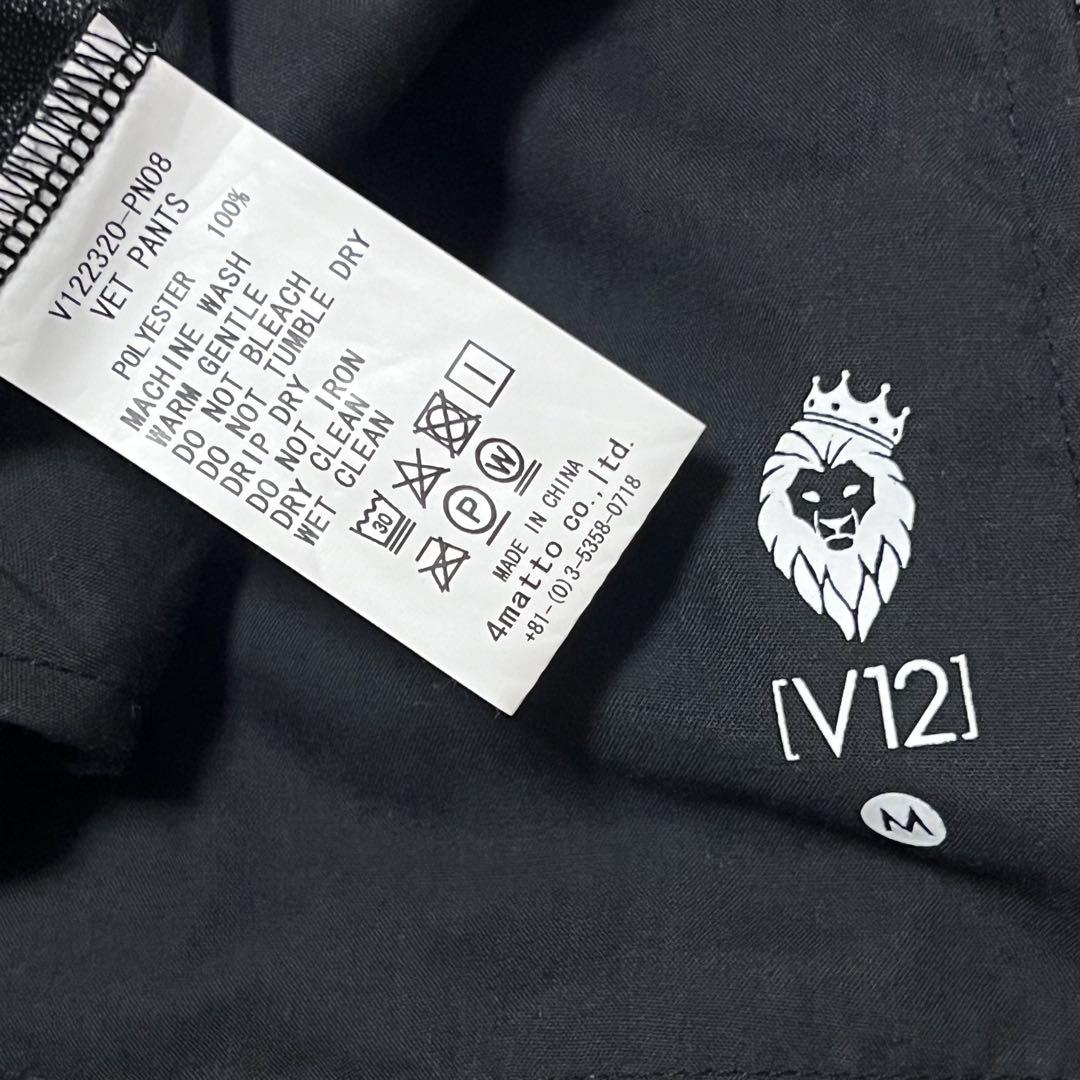 V122320-PN08
VET PANTS
POLYESTER 100%
MACHINE WASH
WARM GENTLE
DO NOT BLEACH
DO NOT TUMBLE DRY
DRIP DRY
DO NOT IRON
DRY CLEAN
WET CLEAN
30
P
W
MADE IN CHINA
4matto co.,ltd.
+81-(0)3-5358-0718
[V12]
M